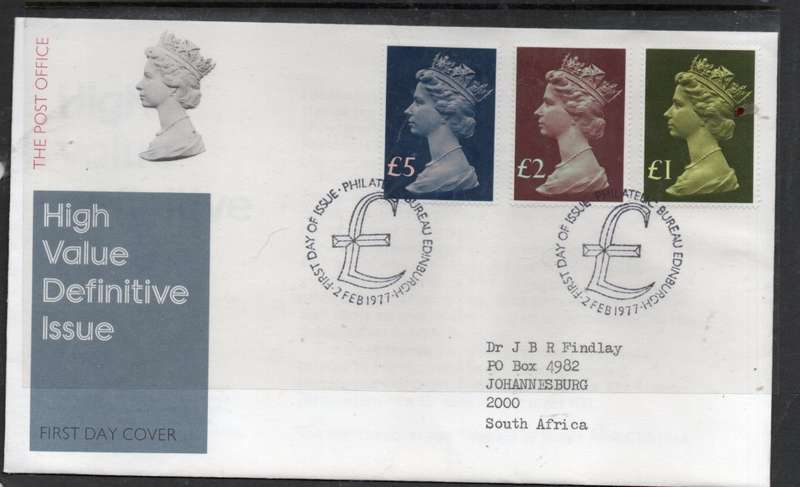 THE POST OFFICE
£5
£2
£1
High
Value
Definitive
Issue
FIRST DAY COVER
FIRST DAY OF ISSUE · PHILATELIC BUREAU EDINBURGH · 2 FEB 1977 ·
FIRST DAY OF ISSUE · PHILATELIC BUREAU EDINBURGH · 2 FEB 1977 ·
£
£
Dr J B R Findlay
PO Box 4982
JOHANNESBURG
2000
South Africa